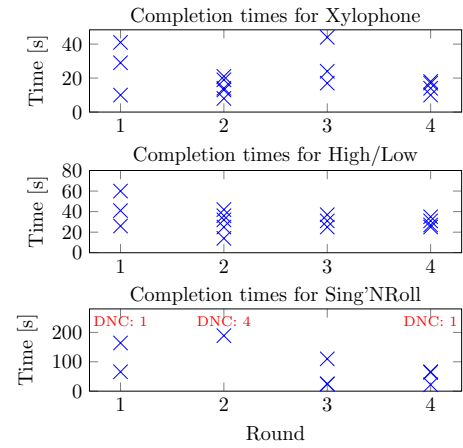 Completion times for Xylophone
40
20
0
Time [s]
1 2 3 4
Completion times for High/Low
80
60
40
20
0
Time [s]
1 2 3 4
Completion times for Sing'NRoll
DNC: 1 DNC: 4 DNC: 1
200
100
0
Time [s]
1 2 3 4
Round